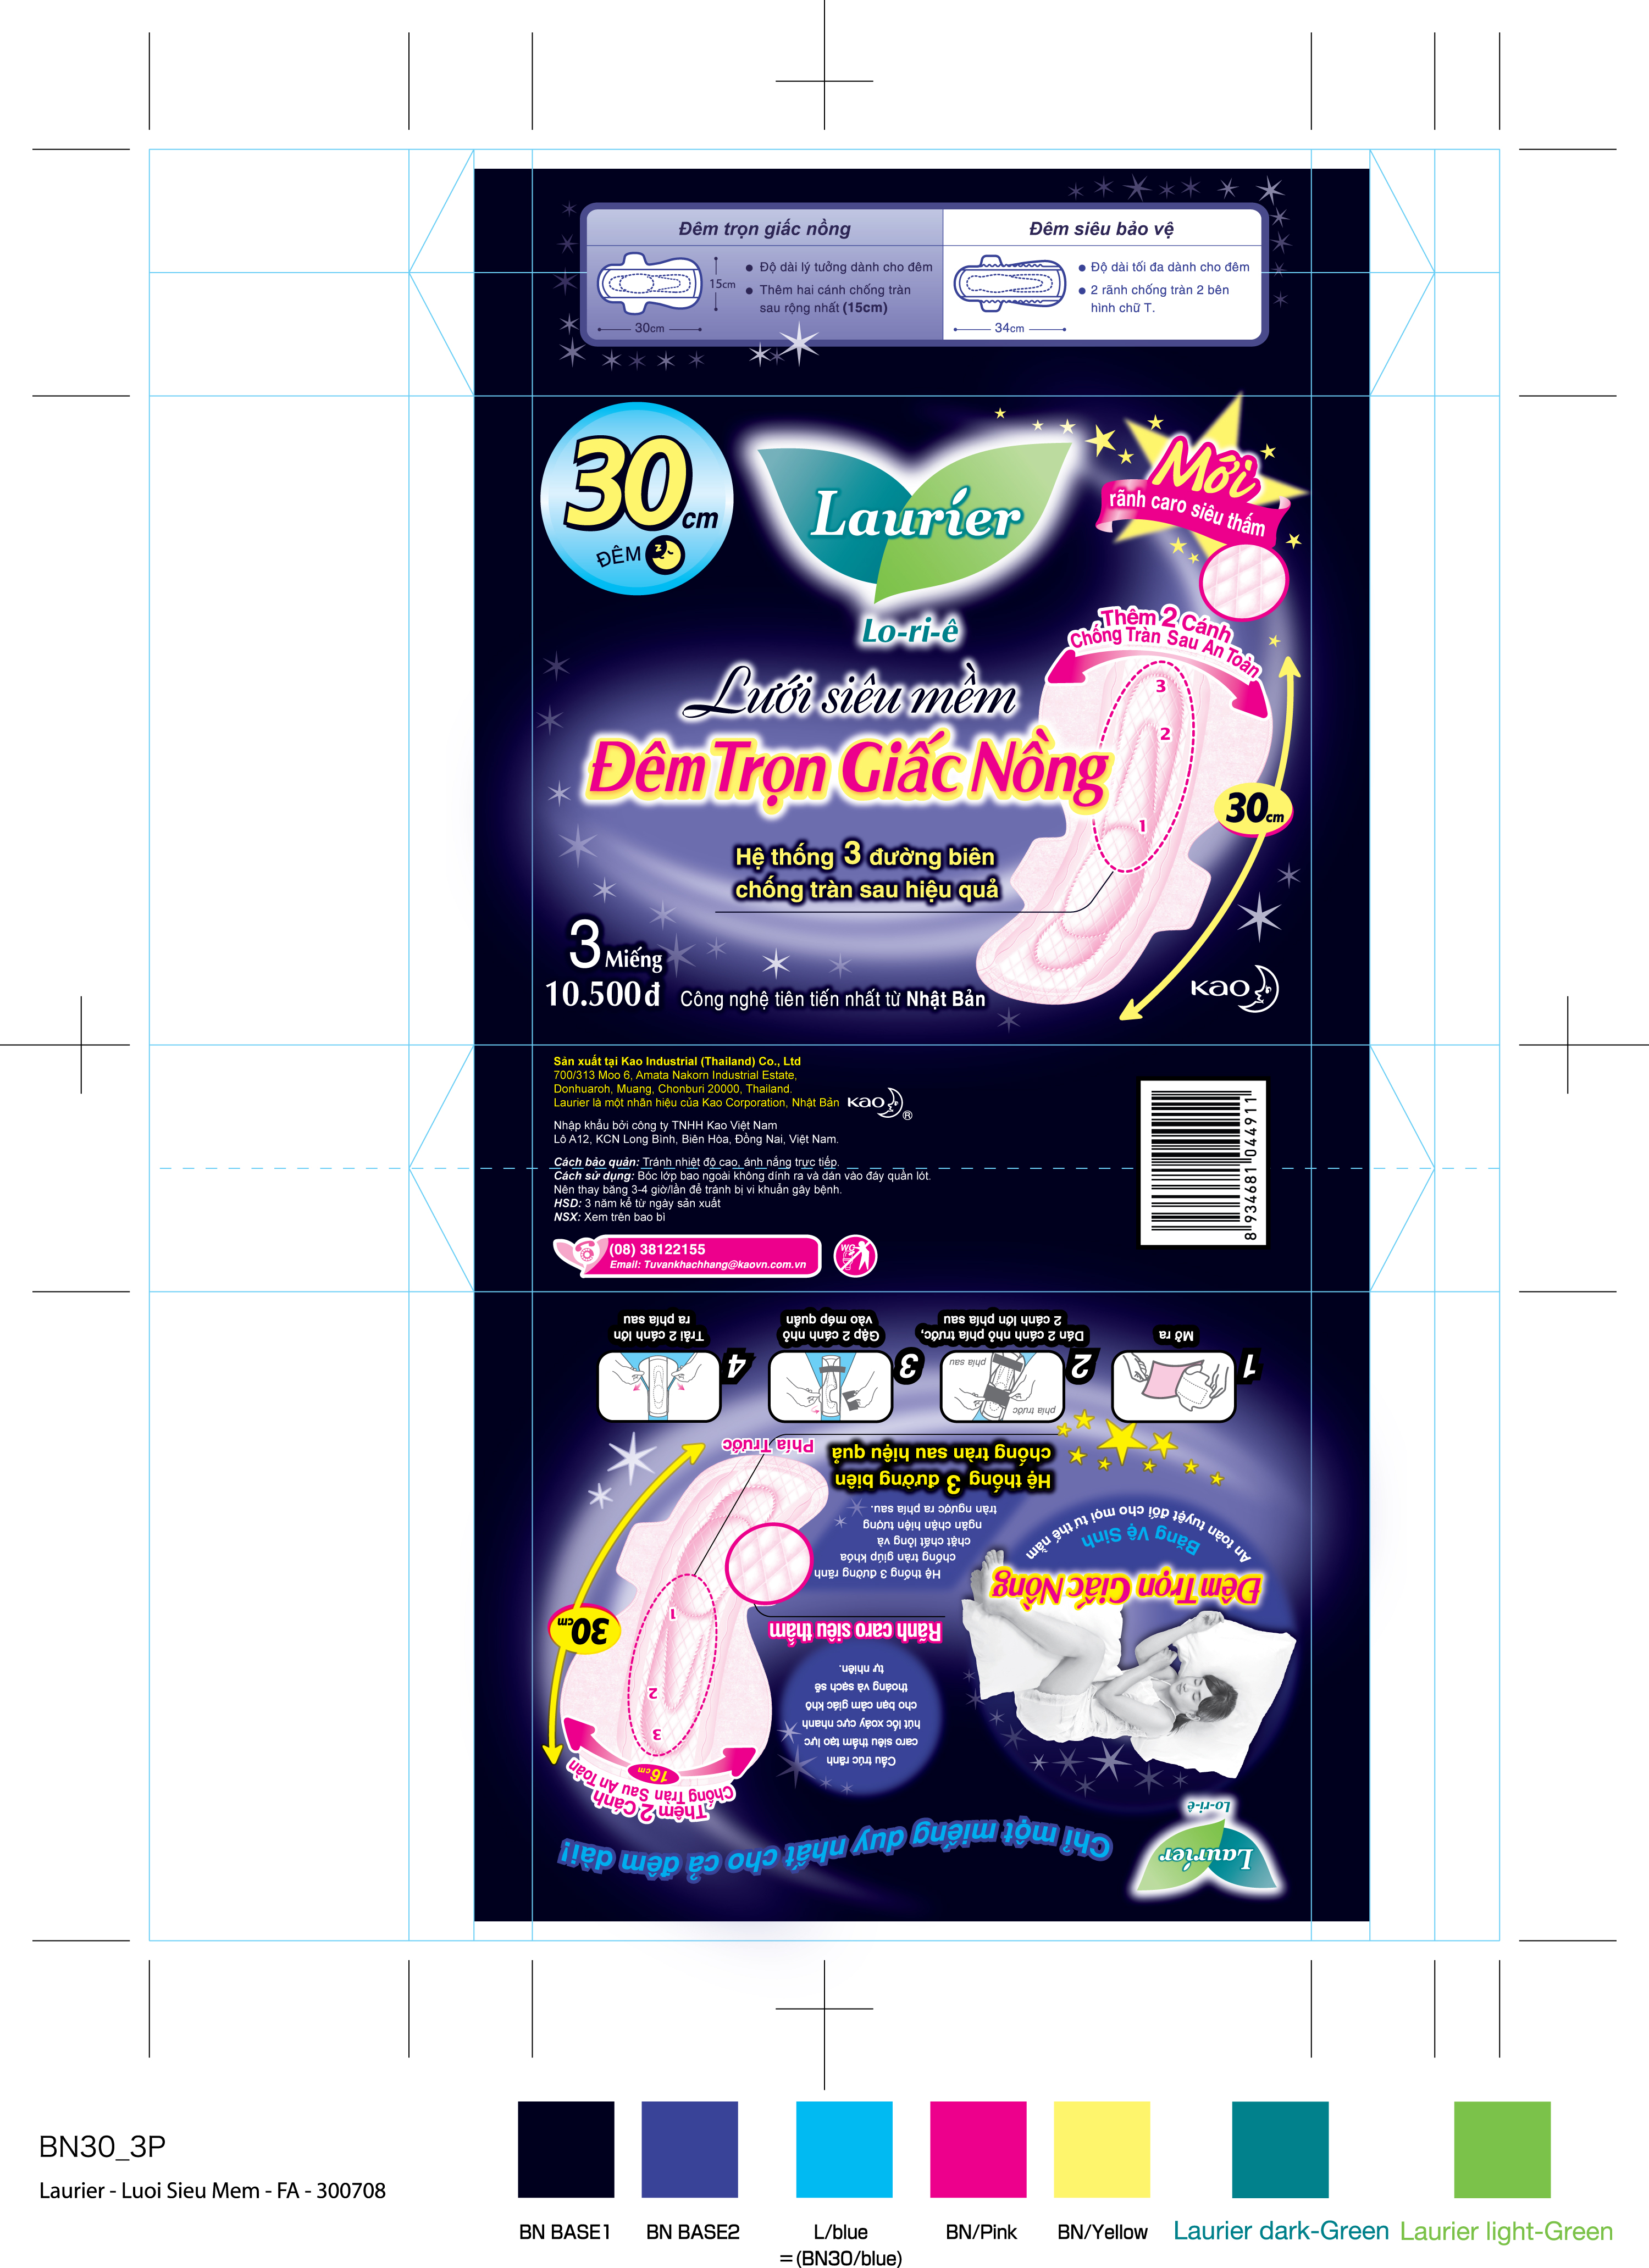 Đêm trọn giấc nồng
Đêm siêu bảo vệ
15cm
30cm
● Độ dài lý tưởng dành cho đêm
● Thêm hai cánh chống tràn
sau rộng nhất (15cm)
34cm
● Độ dài tối đa dành cho đêm
● 2 rãnh chống tràn 2 bên
hình chữ T.
30cm
ĐÊM
Laurier
Lo-ri-ê
Mới
rãnh caro siêu thấm
Thêm 2 Cánh
Chống Tràn Sau An Toàn
Lưới siêu mềm
Đêm Trọn Giấc Nồng
3
2
1
30cm
Hệ thống 3 đường biên
chống tràn sau hiệu quả
3 Miếng
10.500đ
Công nghệ tiên tiến nhất từ Nhật Bản
Kao
Sản xuất tại Kao Industrial (Thailand) Co., Ltd
700/313 Moo 6, Amata Nakorn Industrial Estate,
Donhuaroh, Muang, Chonburi 20000, Thailand.
Laurier là một nhãn hiệu của Kao Corporation, Nhật Bản
Kao ®
Nhập khẩu bởi công ty TNHH Kao Việt Nam
Lô A12, KCN Long Bình, Biên Hòa, Đồng Nai, Việt Nam.
Cách bảo quản: Tránh nhiệt độ cao, ánh nắng trực tiếp.
Cách sử dụng: Bóc lớp bao ngoài không dính ra và dán vào đáy quần lót.
Nên thay băng 3-4 giờ/lần để tránh bị vi khuẩn gây bệnh.
HSD: 3 năm kể từ ngày sản xuất
NSX: Xem trên bao bì
(08) 38122155
Email: Tuvankhachhang@kaovn.com.vn
WC
8 934681 044911
Laurier
Lo-ri-ê
Chỉ một miếng duy nhất cho cả đêm dài!
Đêm Trọn Giấc Nồng
Băng Vệ Sinh
An toàn tuyệt đối cho mọi tư thế nằm
Thêm 2 Cánh
Chống Tràn Sau An Toàn
16cm
3
2
1
30cm
Cấu trúc rãnh
caro siêu thấm tạo lực
hút lốc xoáy cực nhanh
cho bạn cảm giác khô
thoáng và sạch sẽ
tự nhiên.
Rãnh caro siêu thấm
Hệ thống 3 đường rãnh
chống tràn giúp khóa
chặt chất lỏng và
ngăn chặn hiện tượng
tràn ngược ra phía sau.
Hệ thống 3 đường biên
chống tràn sau hiệu quả
Phía Trước
1
Mở ra
2
phía trước
phía sau
Dán 2 cánh nhỏ phía trước,
2 cánh lớn phía sau
3
Gập 2 cánh nhỏ
vào mép quần
4
Trải 2 cánh lớn
ra phía sau
BN30_3P
Laurier - Luoi Sieu Mem - FA - 300708
BN BASE1
BN BASE2
L/blue
=(BN30/blue)
BN/Pink
BN/Yellow
Laurier dark-Green
Laurier light-Green